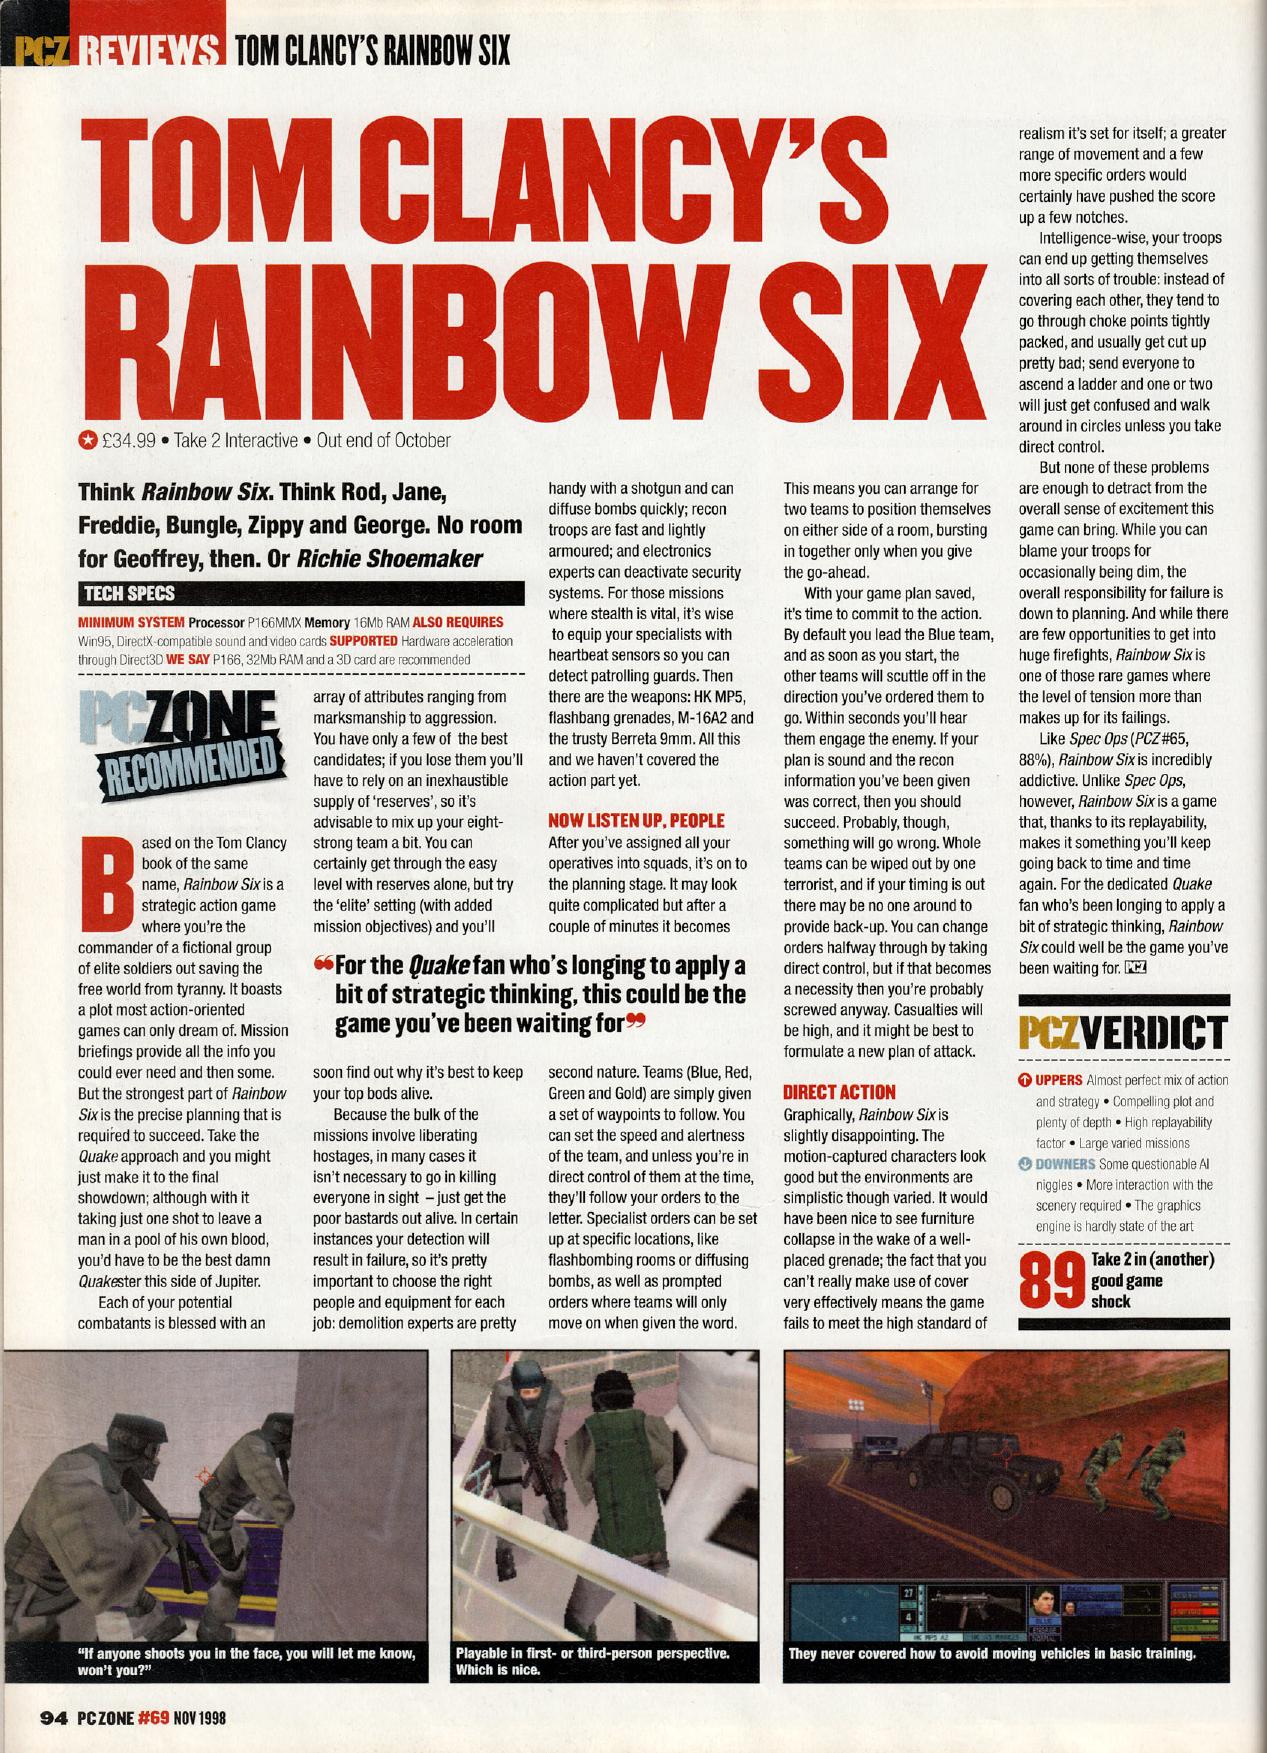 PCZ REVIEWS TOM CLANCY'S RAINBOW SIX
TOM CLANCY'S
RAINBOW SIX
£34.99 • Take 2 Interactive • Out end of October
Think Rainbow Six. Think Rod, Jane,
Freddie, Bungle, Zippy and George. No room
for Geoffrey, then. Or Richie Shoemaker
TECH SPECS
MINIMUM SYSTEM Processor P166MMX Memory 16Mb RAM ALSO REQUIRES
Win95, DirectX-compatible sound and video cards SUPPORTED Hardware acceleration
through Direct3D WE SAY P166, 32Mb RAM and a 3D card are recommended
PCZONE
RECOMMENDED
Based on the Tom Clancy
book of the same
name, Rainbow Six is a
strategic action game
where you're the
commander of a fictional group
of elite soldiers out saving the
free world from tyranny. It boasts
a plot most action-oriented
games can only dream of. Mission
briefings provide all the info you
could ever need and then some.
But the strongest part of Rainbow
Six is the precise planning that is
required to succeed. Take the
Quake approach and you might
just make it to the final
showdown; although with it
taking just one shot to leave a
man in a pool of his own blood,
you'd have to be the best damn
Quakester this side of Jupiter.
Each of your potential
combatants is blessed with an
array of attributes ranging from
marksmanship to aggression.
You have only a few of the best
candidates; if you lose them you'll
have to rely on an inexhaustible
supply of 'reserves', so it's
advisable to mix up your eight-
strong team a bit. You can
certainly get through the easy
level with reserves alone, but try
the 'elite' setting (with added
mission objectives) and you'll
“For the Quake fan who's longing to apply a
bit of strategic thinking, this could be the
game you've been waiting for”
soon find out why it's best to keep
your top bods alive.
Because the bulk of the
missions involve liberating
hostages, in many cases it
isn't necessary to go in killing
everyone in sight – just get the
poor bastards out alive. In certain
instances your detection will
result in failure, so it's pretty
important to choose the right
people and equipment for each
job: demolition experts are pretty
handy with a shotgun and can
diffuse bombs quickly; recon
troops are fast and lightly
armoured; and electronics
experts can deactivate security
systems. For those missions
where stealth is vital, it's wise
to equip your specialists with
heartbeat sensors so you can
detect patrolling guards. Then
there are the weapons: HK MP5,
flashbang grenades, M-16A2 and
the trusty Berreta 9mm. All this
and we haven't covered the
action part yet.
NOW LISTEN UP, PEOPLE
After you've assigned all your
operatives into squads, it's on to
the planning stage. It may look
quite complicated but after a
couple of minutes it becomes
second nature. Teams (Blue, Red,
Green and Gold) are simply given
a set of waypoints to follow. You
can set the speed and alertness
of the team, and unless you're in
direct control of them at the time,
they'll follow your orders to the
letter. Specialist orders can be set
up at specific locations, like
flashbombing rooms or diffusing
bombs, as well as prompted
orders where teams will only
move on when given the word.
This means you can arrange for
two teams to position themselves
on either side of a room, bursting
in together only when you give
the go-ahead.
With your game plan saved,
it's time to commit to the action.
By default you lead the Blue team,
and as soon as you start, the
other teams will scuttle off in the
direction you've ordered them to
go. Within seconds you'll hear
them engage the enemy. If your
plan is sound and the recon
information you've been given
was correct, then you should
succeed. Probably, though,
something will go wrong. Whole
teams can be wiped out by one
terrorist, and if your timing is out
there may be no one around to
provide back-up. You can change
orders halfway through by taking
direct control, but if that becomes
a necessity then you're probably
screwed anyway. Casualties will
be high, and it might be best to
formulate a new plan of attack.
DIRECT ACTION
Graphically, Rainbow Six is
slightly disappointing. The
motion-captured characters look
good but the environments are
simplistic though varied. It would
have been nice to see furniture
collapse in the wake of a well-
placed grenade; the fact that you
can't really make use of cover
very effectively means the game
fails to meet the high standard of
realism it's set for itself; a greater
range of movement and a few
more specific orders would
certainly have pushed the score
up a few notches.
Intelligence-wise, your troops
can end up getting themselves
into all sorts of trouble: instead of
covering each other, they tend to
go through choke points tightly
packed, and usually get cut up
pretty bad; send everyone to
ascend a ladder and one or two
will just get confused and walk
around in circles unless you take
direct control.
But none of these problems
are enough to detract from the
overall sense of excitement this
game can bring. While you can
blame your troops for
occasionally being dim, the
overall responsibility for failure is
down to planning. And while there
are few opportunities to get into
huge firefights, Rainbow Six is
one of those rare games where
the level of tension more than
makes up for its failings.
Like Spec Ops (PCZ #65,
88%), Rainbow Six is incredibly
addictive. Unlike Spec Ops,
however, Rainbow Six is a game
that, thanks to its replayability,
makes it something you'll keep
going back to time and time
again. For the dedicated Quake
fan who's been longing to apply a
bit of strategic thinking, Rainbow
Six could well be the game you've
been waiting for. PCZ
PCZVERDICT
UPPERS Almost perfect mix of action
and strategy • Compelling plot and
plenty of depth • High replayability
factor • Large varied missions
DOWNERS Some questionable AI
niggles • More interaction with the
scenery required • The graphics
engine is hardly state of the art
89 Take 2 in (another)
good game
shock
27
4
HK MP5 A2
BLUE
"If anyone shoots you in the face, you will let me know,
won't you?"
Playable in first- or third-person perspective.
Which is nice.
They never covered how to avoid moving vehicles in basic training.
94 PC ZONE #69 NOV 1998